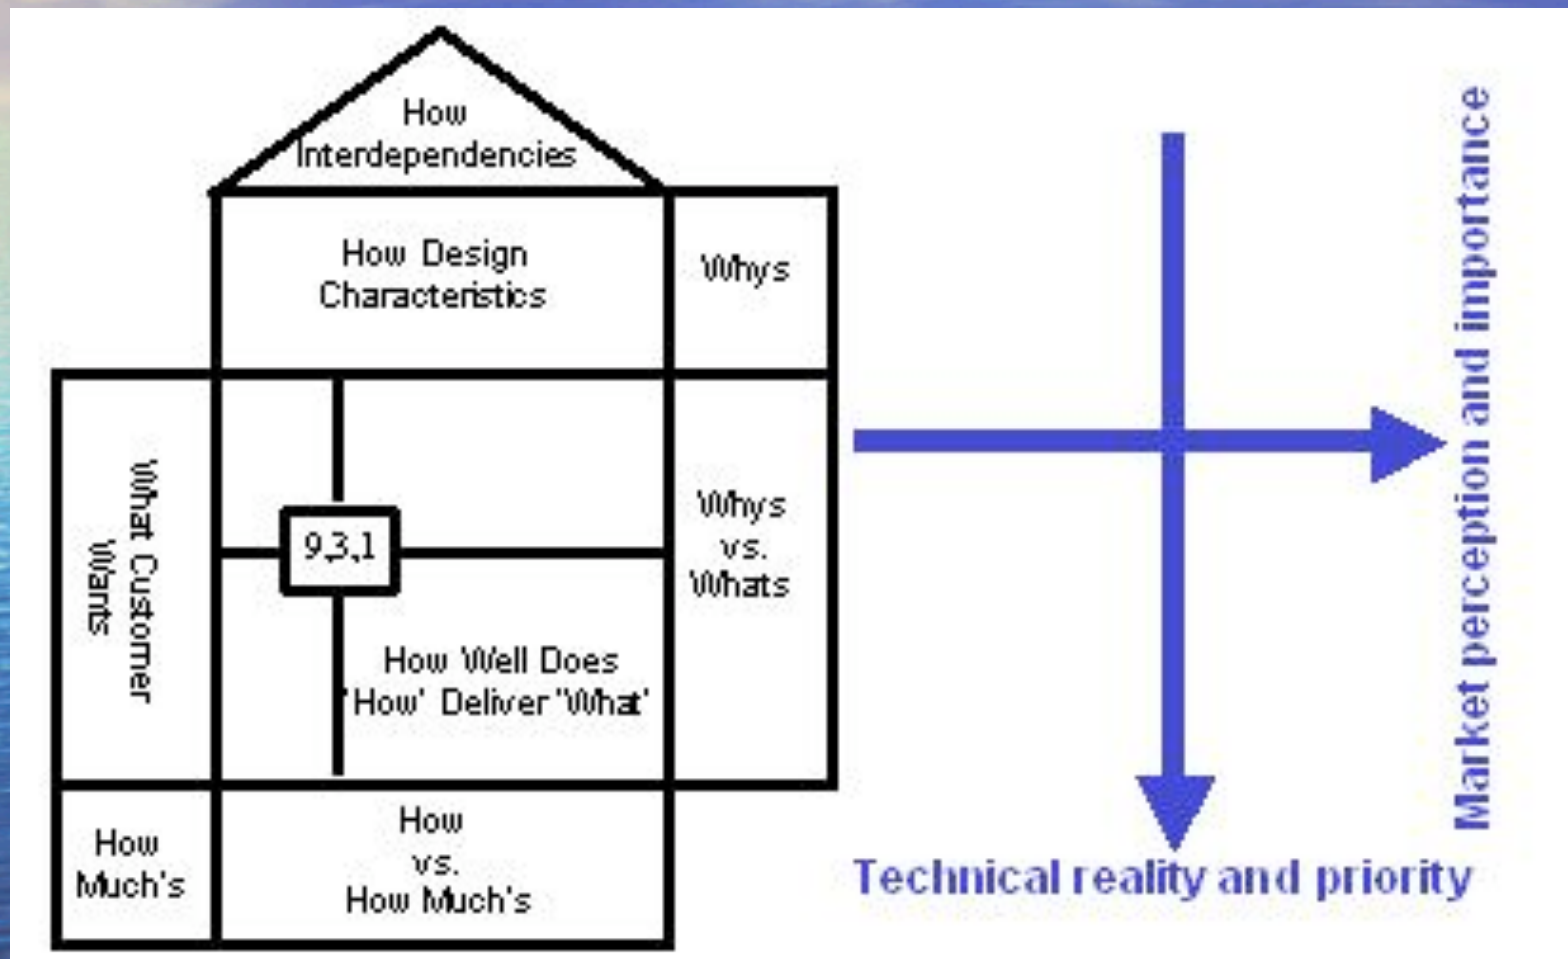 How
Interdependencies
How Design
Characteristics
Whys
What Customer
Wants
9,3,1
How Well Does
'How' Deliver 'What'
Whys
vs.
Whats
How
Much's
How
vs.
How Much's
Market perception and importance
Technical reality and priority